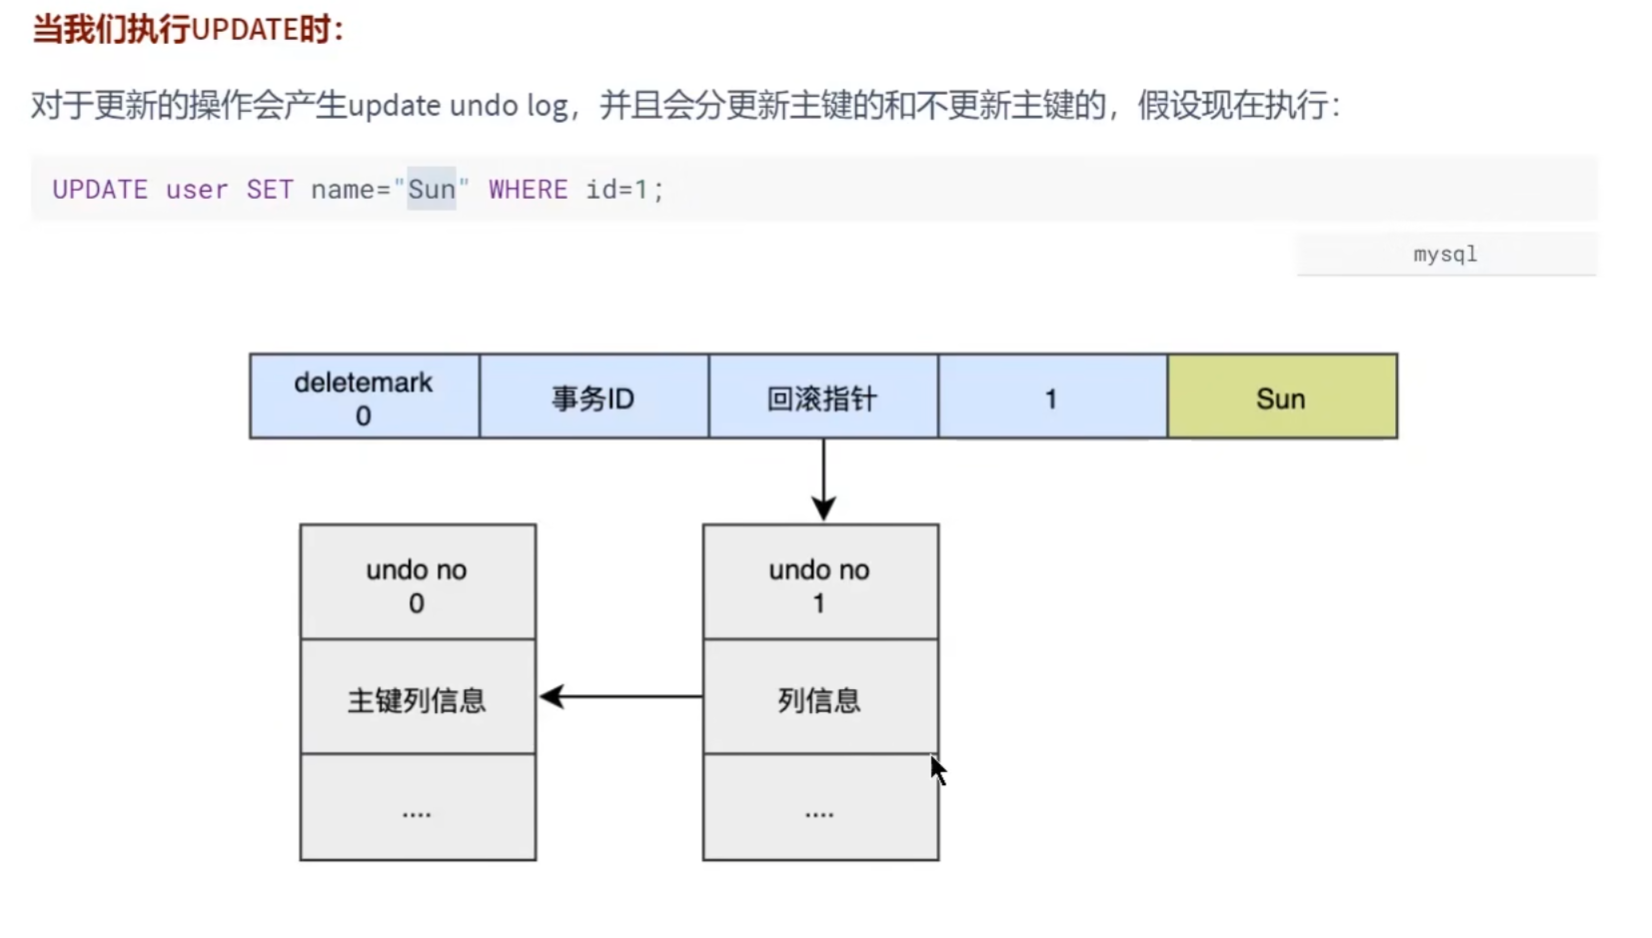 当我们执行UPDATE时：
对于更新的操作会产生update undo log，并且会分更新主键的和不更新主键的，假设现在执行：
UPDATE user SET name="Sun" WHERE id=1;
mysql
deletemark
0
事务ID
回滚指针
1
Sun
undo no
0
主键列信息
....
undo no
1
列信息
....